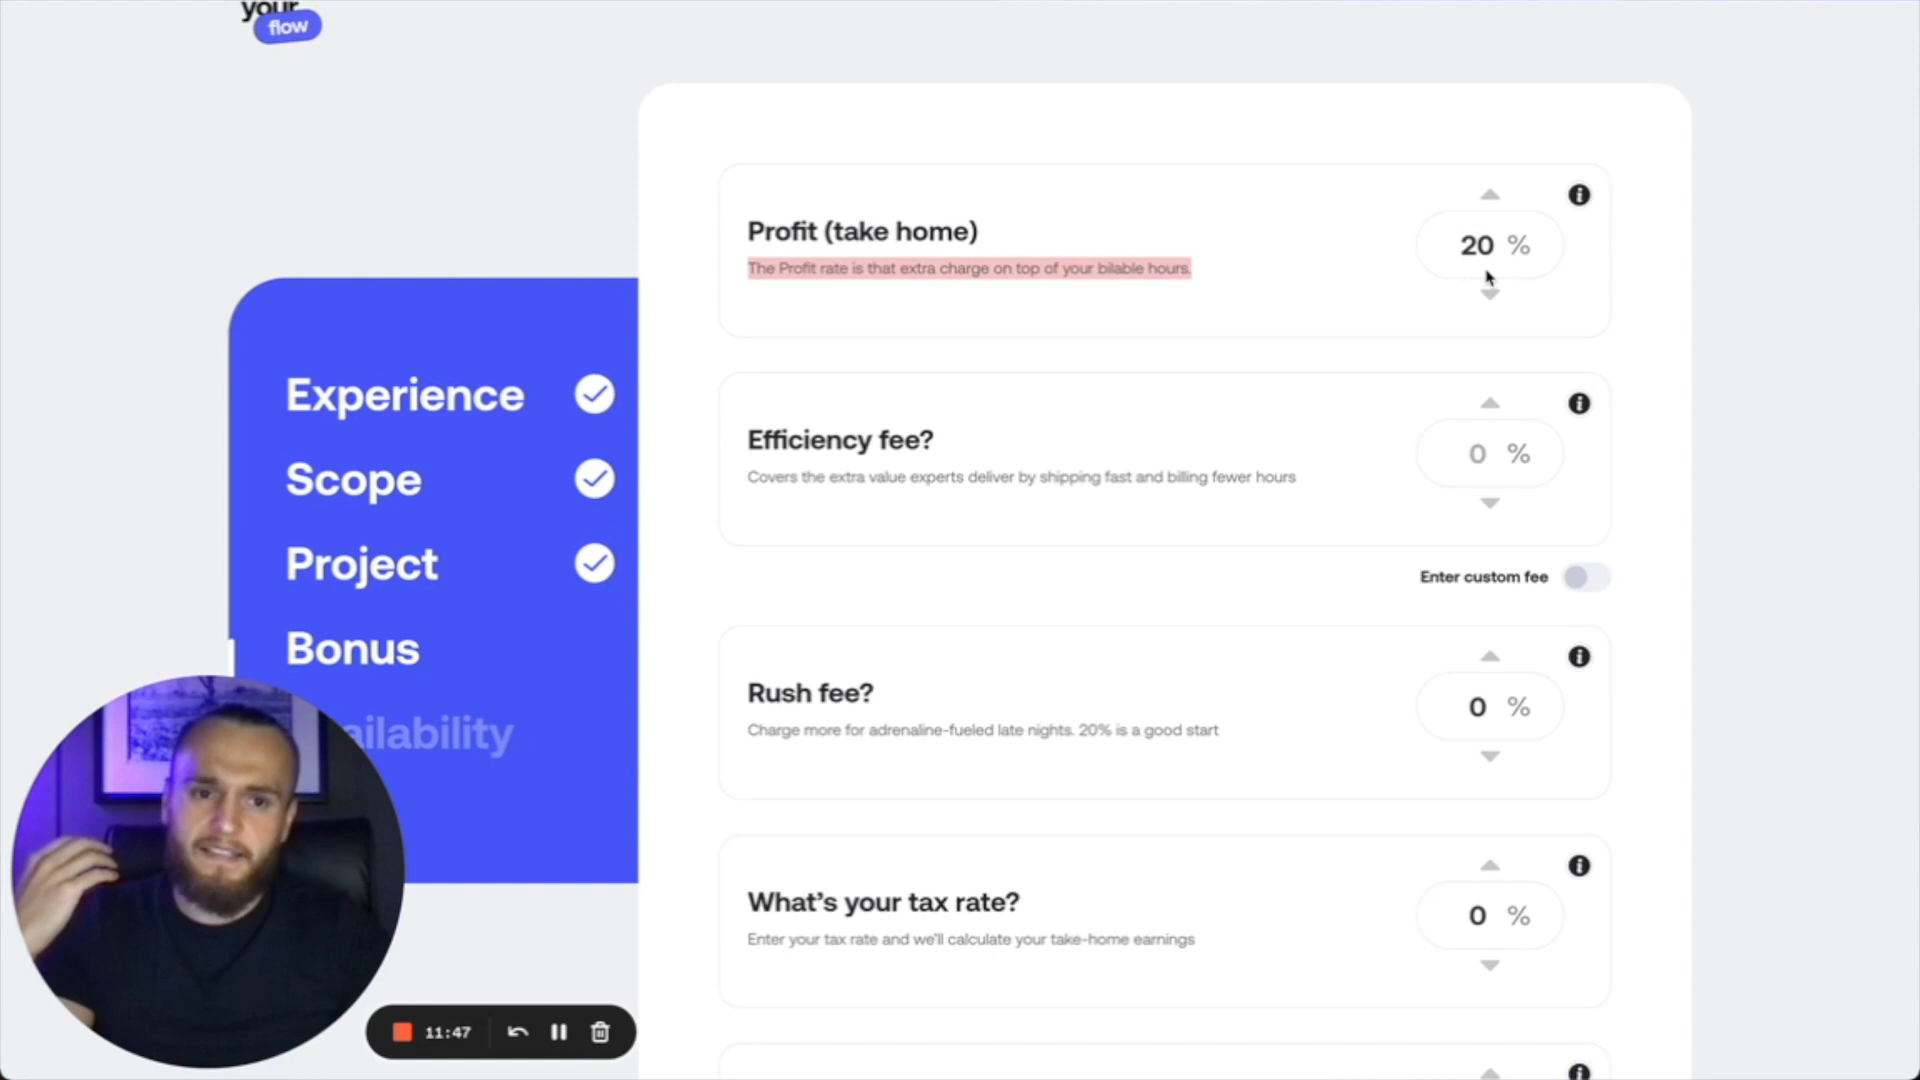 your
flow
Profit (take home)
The Profit rate is that extra charge on top of your bilable hours.
20 %
Efficiency fee?
Covers the extra value experts deliver by shipping fast and billing fewer hours
0 %
Enter custom fee
Rush fee?
Charge more for adrenaline-fueled late nights. 20% is a good start
0 %
What's your tax rate?
Enter your tax rate and we'll calculate your take-home earnings
0 %
Experience
Scope
Project
Bonus
ailability
11:47